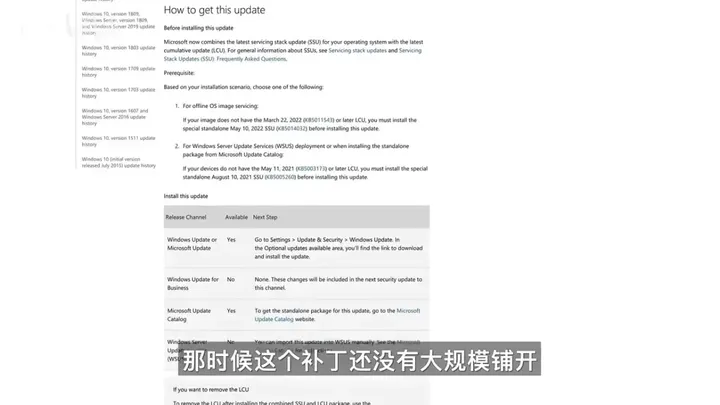 update history
Windows 10, version 1809,
Windows Server, version 1809,
and Windows Server 2019 update
history
Windows 10, version 1803 update
history
Windows 10, version 1709 update
history
Windows 10, version 1703 update
history
Windows 10, version 1607 and
Windows Server 2016 update
history
Windows 10, version 1511 update
history
Windows 10 (initial version
released July 2015) update history
How to get this update
Before installing this update
Microsoft now combines the latest servicing stack update (SSU) for your operating system with the latest
cumulative update (LCU). For general information about SSUs, see Servicing stack updates and Servicing
Stack Updates (SSU): Frequently Asked Questions.
Prerequisite:
Based on your installation scenario, choose one of the following:
1. For offline OS image servicing:
If your image does not have the March 22, 2022 (KB5011543) or later LCU, you must install the
special standalone May 10, 2022 SSU (KB5014032) before installing this update.
2. For Windows Server Update Services (WSUS) deployment or when installing the standalone
package from Microsoft Update Catalog:
If your devices do not have the May 11, 2021 (KB5003173) or later LCU, you must install the special
standalone August 10, 2021 SSU (KB5005260) before installing this update.
Install this update
Release Channel Available Next Step
Windows Update or Microsoft Update Yes Go to Settings > Update & Security > Windows Update. In
the Optional updates available area, you'll find the link to download
and install the update.
Windows Update for Business No None. These changes will be included in the next security update to
this channel.
Microsoft Update Catalog Yes To get the standalone package for this update, go to the Microsoft
Update Catalog website.
Windows Server No You can import this update into WSUS manually. See the Microsoft
(WSUS)
那时候这个补丁还没有大规模铺开
If you want to remove the LCU
To remove the LCU after installing the combined SSU and LCU package, use the